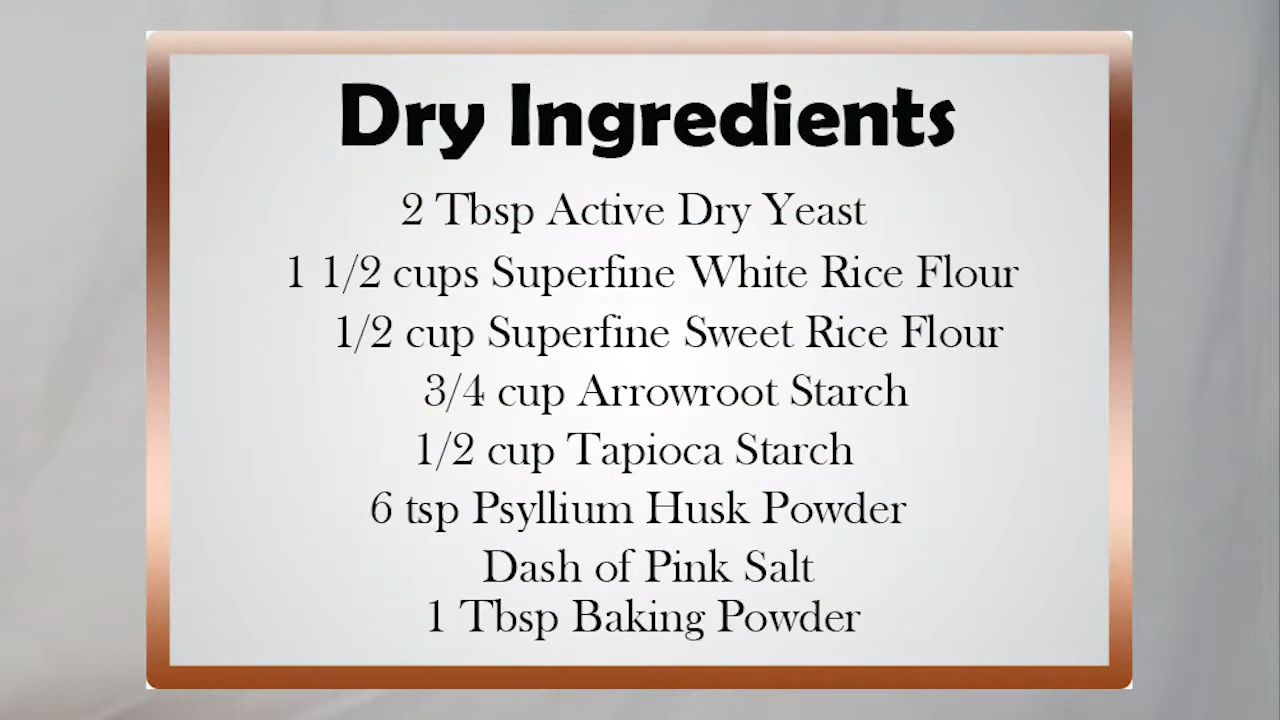 Dry Ingredients
2 Tbsp Active Dry Yeast
1 1/2 cups Superfine White Rice Flour
1/2 cup Superfine Sweet Rice Flour
3/4 cup Arrowroot Starch
1/2 cup Tapioca Starch
6 tsp Psyllium Husk Powder
Dash of Pink Salt
1 Tbsp Baking Powder